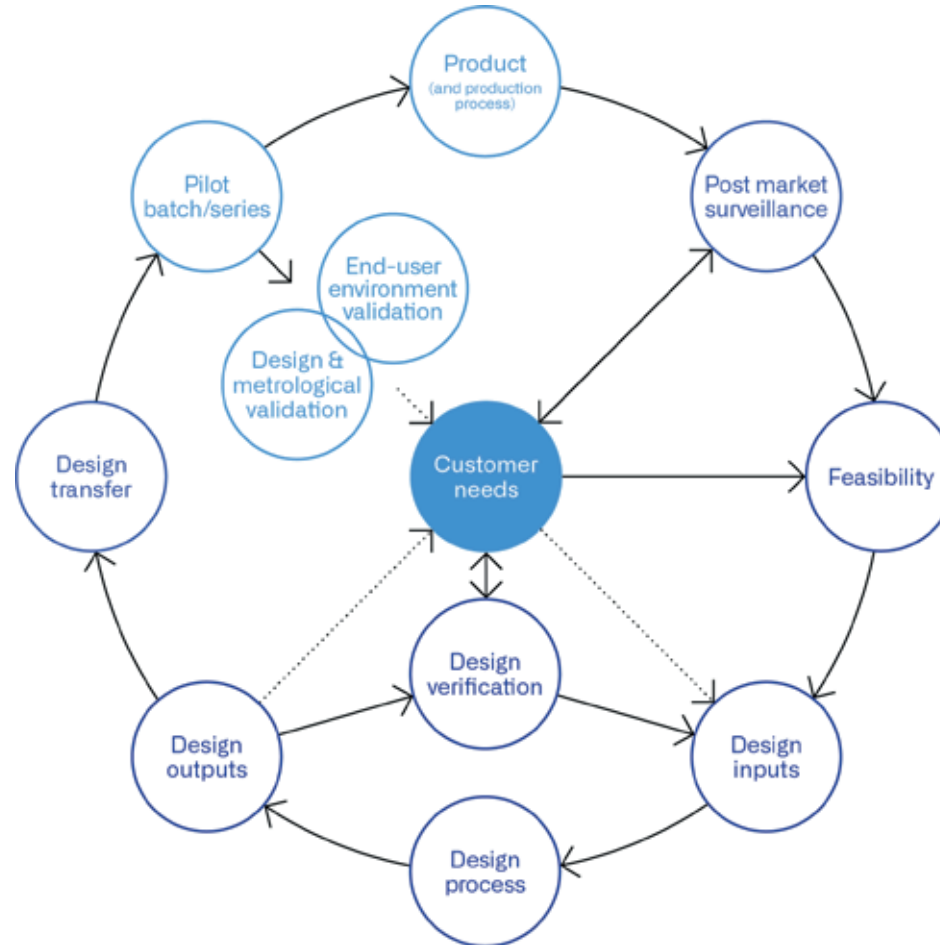 Product
(and production
process)
Pilot
batch/series
Post market
surveillance
End-user
environment
validation
Design &
metrological
validation
Customer
needs
Design
transfer
Feasibility
Design
verification
Design
outputs
Design
inputs
Design
process